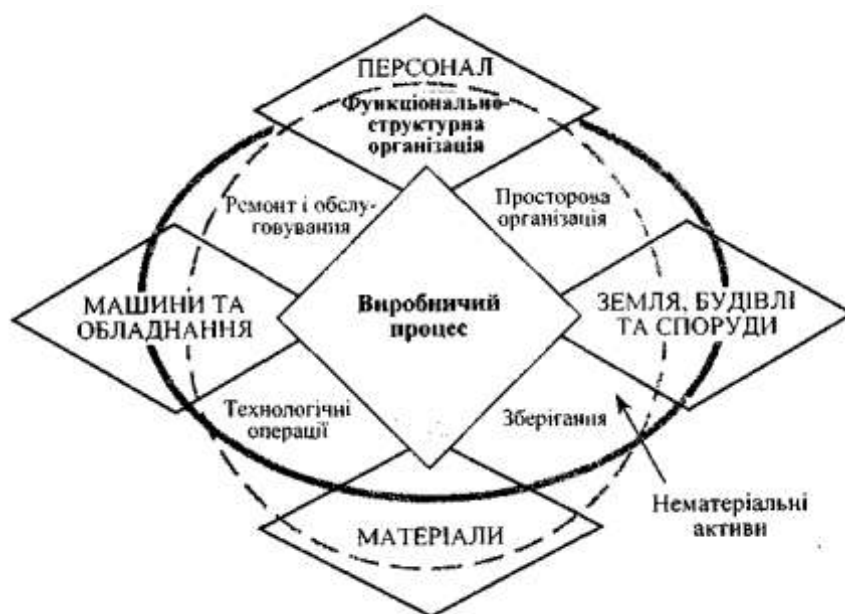 ПЕРСОНАЛ
Функціонально-
структурна
організація
Ремонт і обслу-
говування
Просторова
організація
МАШИНИ ТА
ОБЛАДНАННЯ
Виробничий
процес
ЗЕМЛЯ, БУДІВЛІ
ТА СПОРУДИ
Технологічні
операції
Зберігання
Нематеріальні
активи
МАТЕРІАЛИ